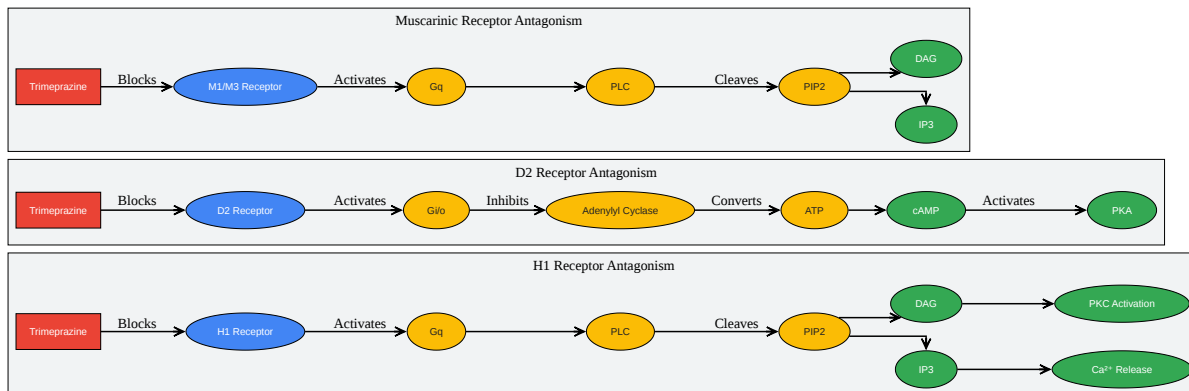 Muscarinic Receptor Antagonism
Trimeprazine Blocks M1/M3 Receptor Activates Gq PLC Cleaves PIP2 DAG
IP3
D2 Receptor Antagonism
Trimeprazine Blocks D2 Receptor Activates Gi/o Inhibits Adenylyl Cyclase Converts ATP cAMP Activates PKA
H1 Receptor Antagonism
Trimeprazine Blocks H1 Receptor Activates Gq PLC Cleaves PIP2 DAG PKC Activation
IP3 Ca²⁺ Release